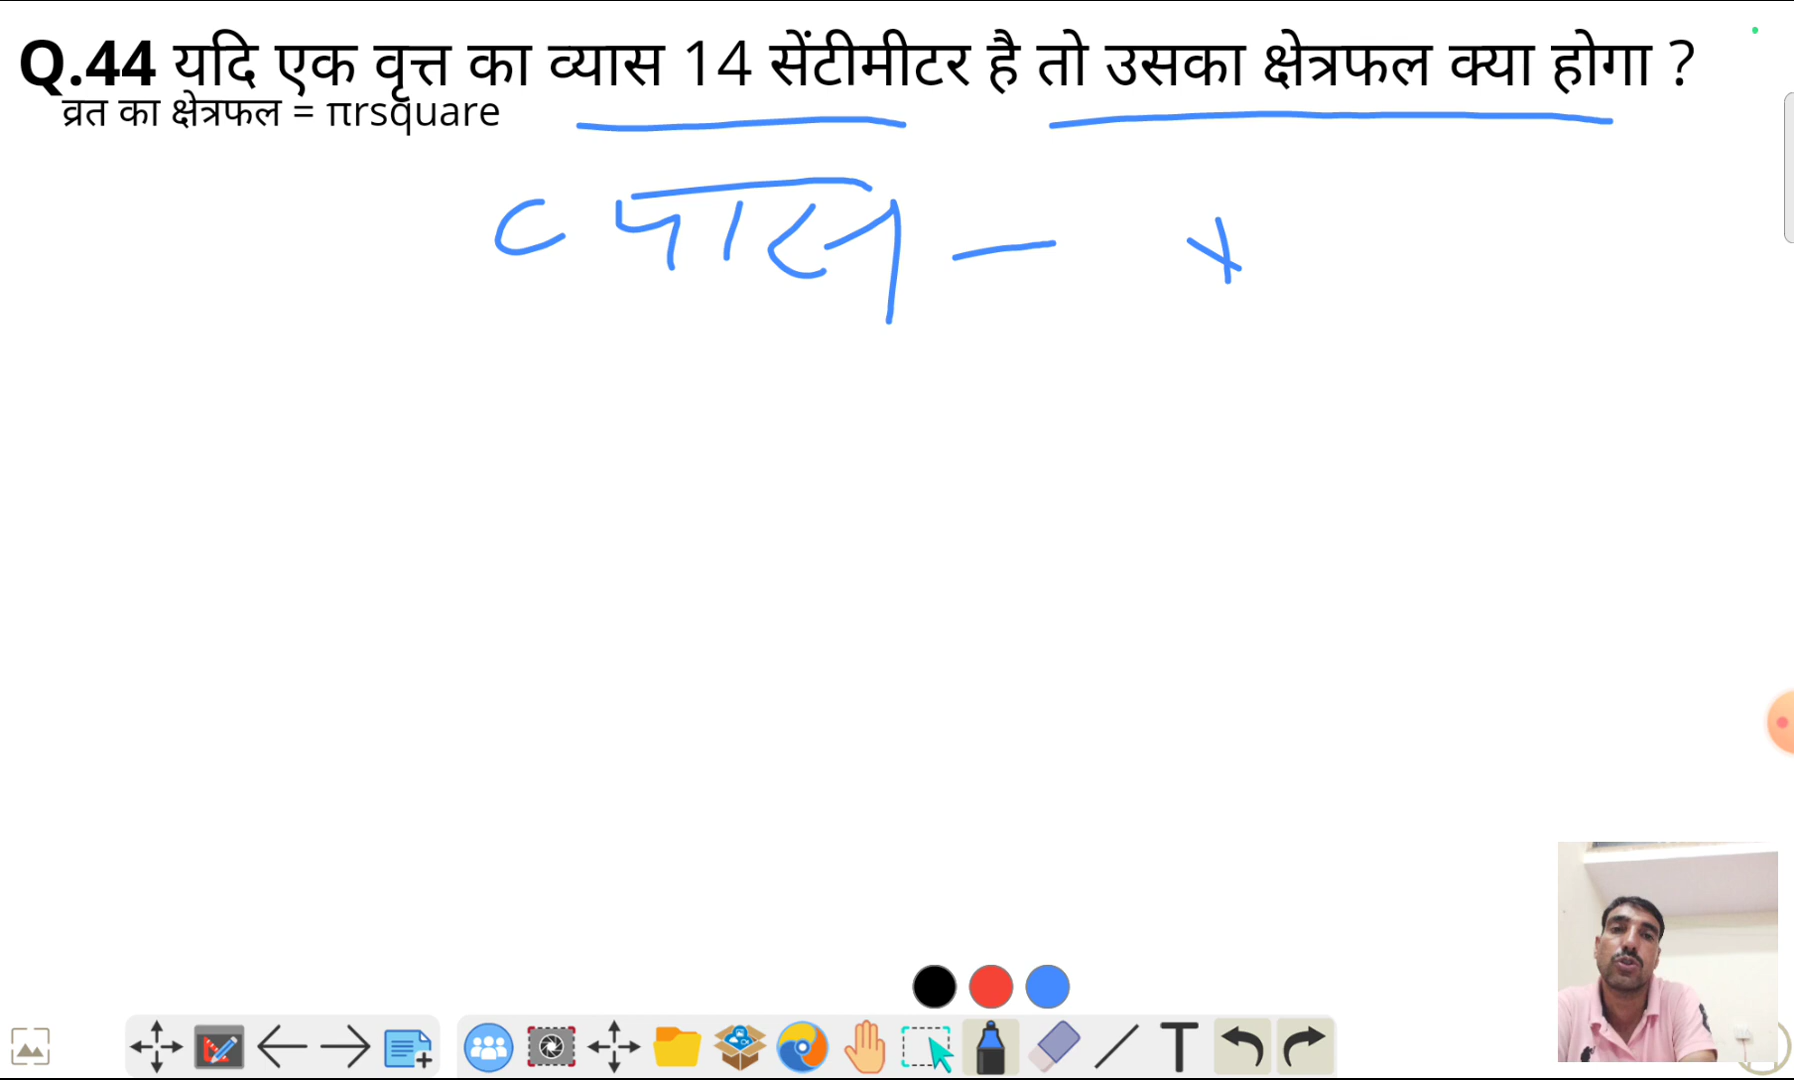 Q.44 यदि एक वृत्त का व्यास 14 सेंटीमीटर है तो उसका क्षेत्रफल क्या होगा ?
व्रत का क्षेत्रफल = πrsquare
व्यास –
T